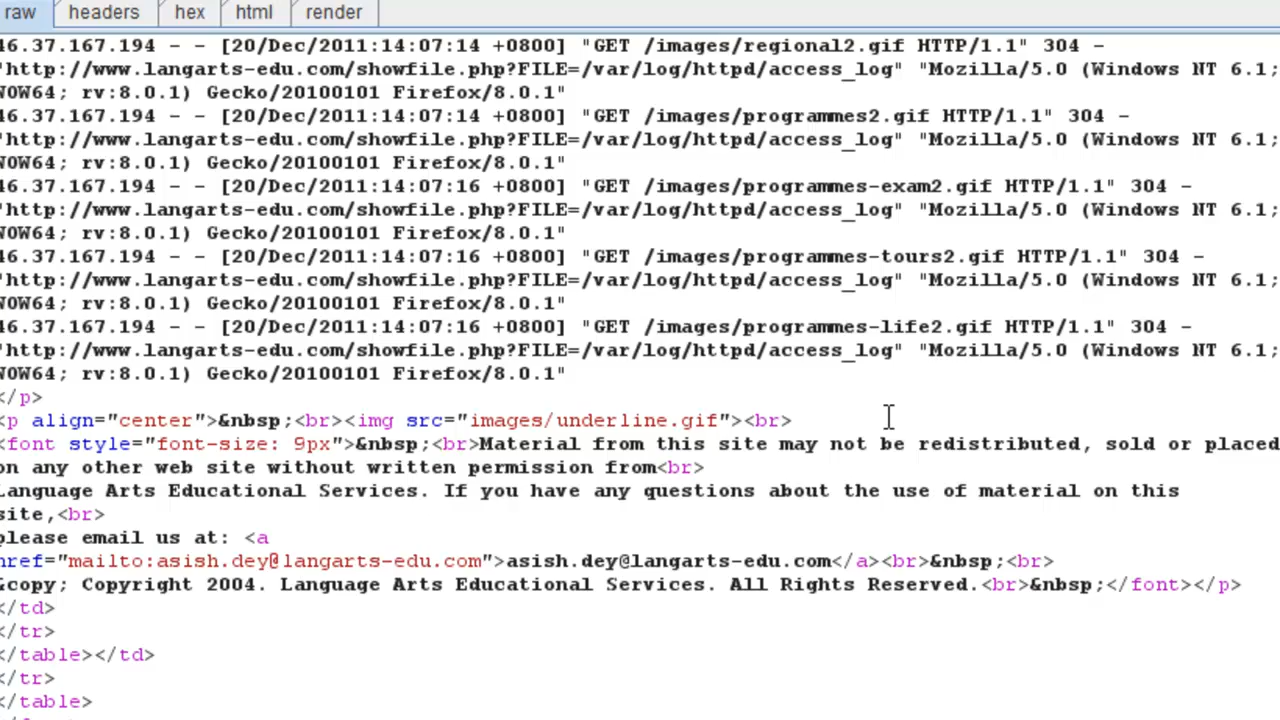 raw headers hex html render
46.37.167.194 - - [20/Dec/2011:14:07:14 +0800] "GET /images/regional2.gif HTTP/1.1" 304 -
"http://www.langarts-edu.com/showfile.php?FILE=/var/log/httpd/access_log" "Mozilla/5.0 (Windows NT 6.1;
WOW64; rv:8.0.1) Gecko/20100101 Firefox/8.0.1"
46.37.167.194 - - [20/Dec/2011:14:07:14 +0800] "GET /images/programmes2.gif HTTP/1.1" 304 -
"http://www.langarts-edu.com/showfile.php?FILE=/var/log/httpd/access_log" "Mozilla/5.0 (Windows NT 6.1;
WOW64; rv:8.0.1) Gecko/20100101 Firefox/8.0.1"
46.37.167.194 - - [20/Dec/2011:14:07:16 +0800] "GET /images/programmes-exam2.gif HTTP/1.1" 304 -
"http://www.langarts-edu.com/showfile.php?FILE=/var/log/httpd/access_log" "Mozilla/5.0 (Windows NT 6.1;
WOW64; rv:8.0.1) Gecko/20100101 Firefox/8.0.1"
46.37.167.194 - - [20/Dec/2011:14:07:16 +0800] "GET /images/programmes-tours2.gif HTTP/1.1" 304 -
"http://www.langarts-edu.com/showfile.php?FILE=/var/log/httpd/access_log" "Mozilla/5.0 (Windows NT 6.1;
WOW64; rv:8.0.1) Gecko/20100101 Firefox/8.0.1"
46.37.167.194 - - [20/Dec/2011:14:07:16 +0800] "GET /images/programmes-life2.gif HTTP/1.1" 304 -
"http://www.langarts-edu.com/showfile.php?FILE=/var/log/httpd/access_log" "Mozilla/5.0 (Windows NT 6.1;
WOW64; rv:8.0.1) Gecko/20100101 Firefox/8.0.1"
</p>
<p align="center">&nbsp;<br><img src="images/underline.gif"><br>
<font style="font-size: 9px">&nbsp;<br>Material from this site may not be redistributed, sold or placed
on any other web site without written permission from<br>
Language Arts Educational Services. If you have any questions about the use of material on this
site,<br>
please email us at: <a
href="mailto:asish.dey@langarts-edu.com">asish.dey@langarts-edu.com</a><br>&nbsp;<br>
&copy; Copyright 2004. Language Arts Educational Services. All Rights Reserved.<br>&nbsp;</font></p>
</td>
</tr>
</table></td>
</tr>
</table>